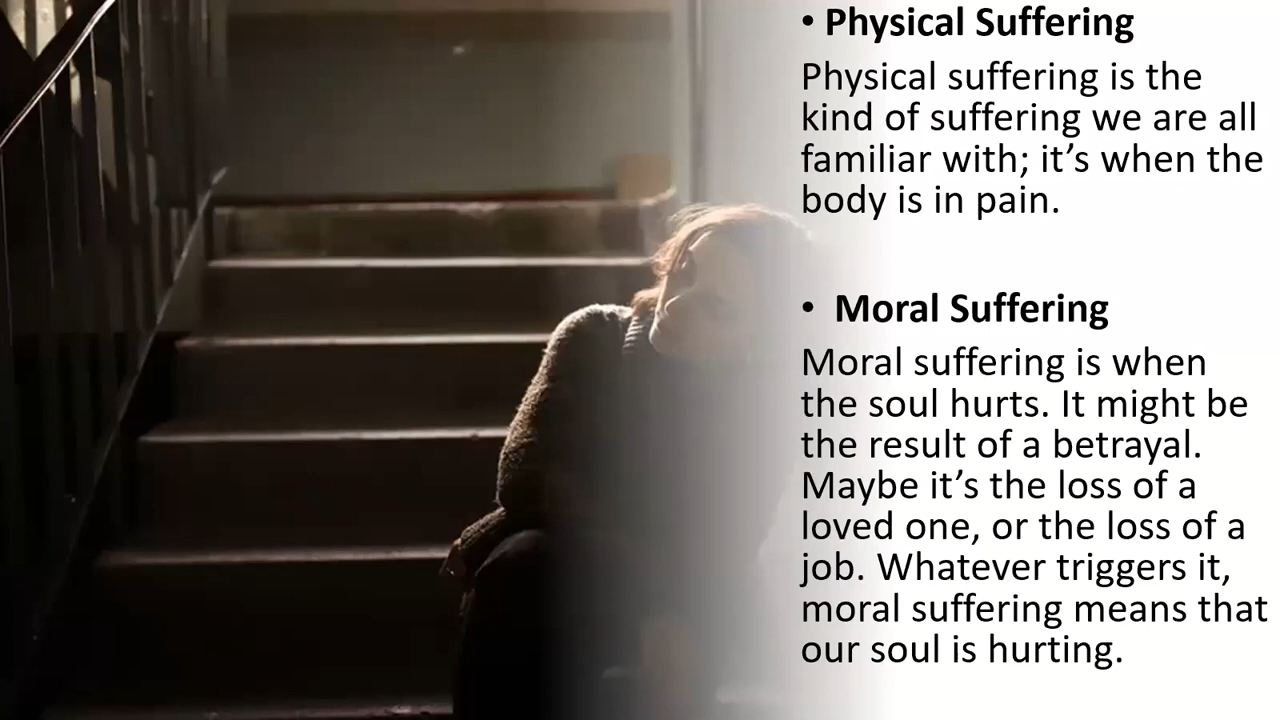 • Physical Suffering
Physical suffering is the
kind of suffering we are all
familiar with; it’s when the
body is in pain.
• Moral Suffering
Moral suffering is when
the soul hurts. It might be
the result of a betrayal.
Maybe it’s the loss of a
loved one, or the loss of a
job. Whatever triggers it,
moral suffering means that
our soul is hurting.